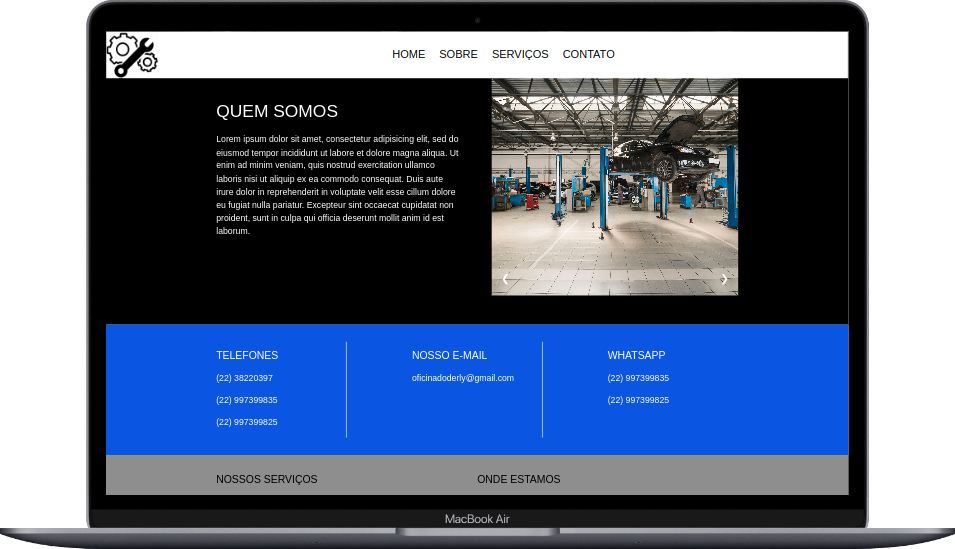 HOME SOBRE SERVIÇOS CONTATO
QUEM SOMOS
Lorem ipsum dolor sit amet, consectetur adipisicing elit, sed do
eiusmod tempor incididunt ut labore et dolore magna aliqua. Ut
enim ad minim veniam, quis nostrud exercitation ullamco
laboris nisi ut aliquip ex ea commodo consequat. Duis aute
irure dolor in reprehenderit in voluptate velit esse cillum dolore
eu fugiat nulla pariatur. Excepteur sint occaecat cupidatat non
proident, sunt in culpa qui officia deserunt mollit anim id est
laborum.
TELEFONES
(22) 38220397
(22) 997399835
(22) 997399825
NOSSO E-MAIL
oficinadoderly@gmail.com
WHATSAPP
(22) 997399835
(22) 997399825
NOSSOS SERVIÇOS
ONDE ESTAMOS
MacBook Air